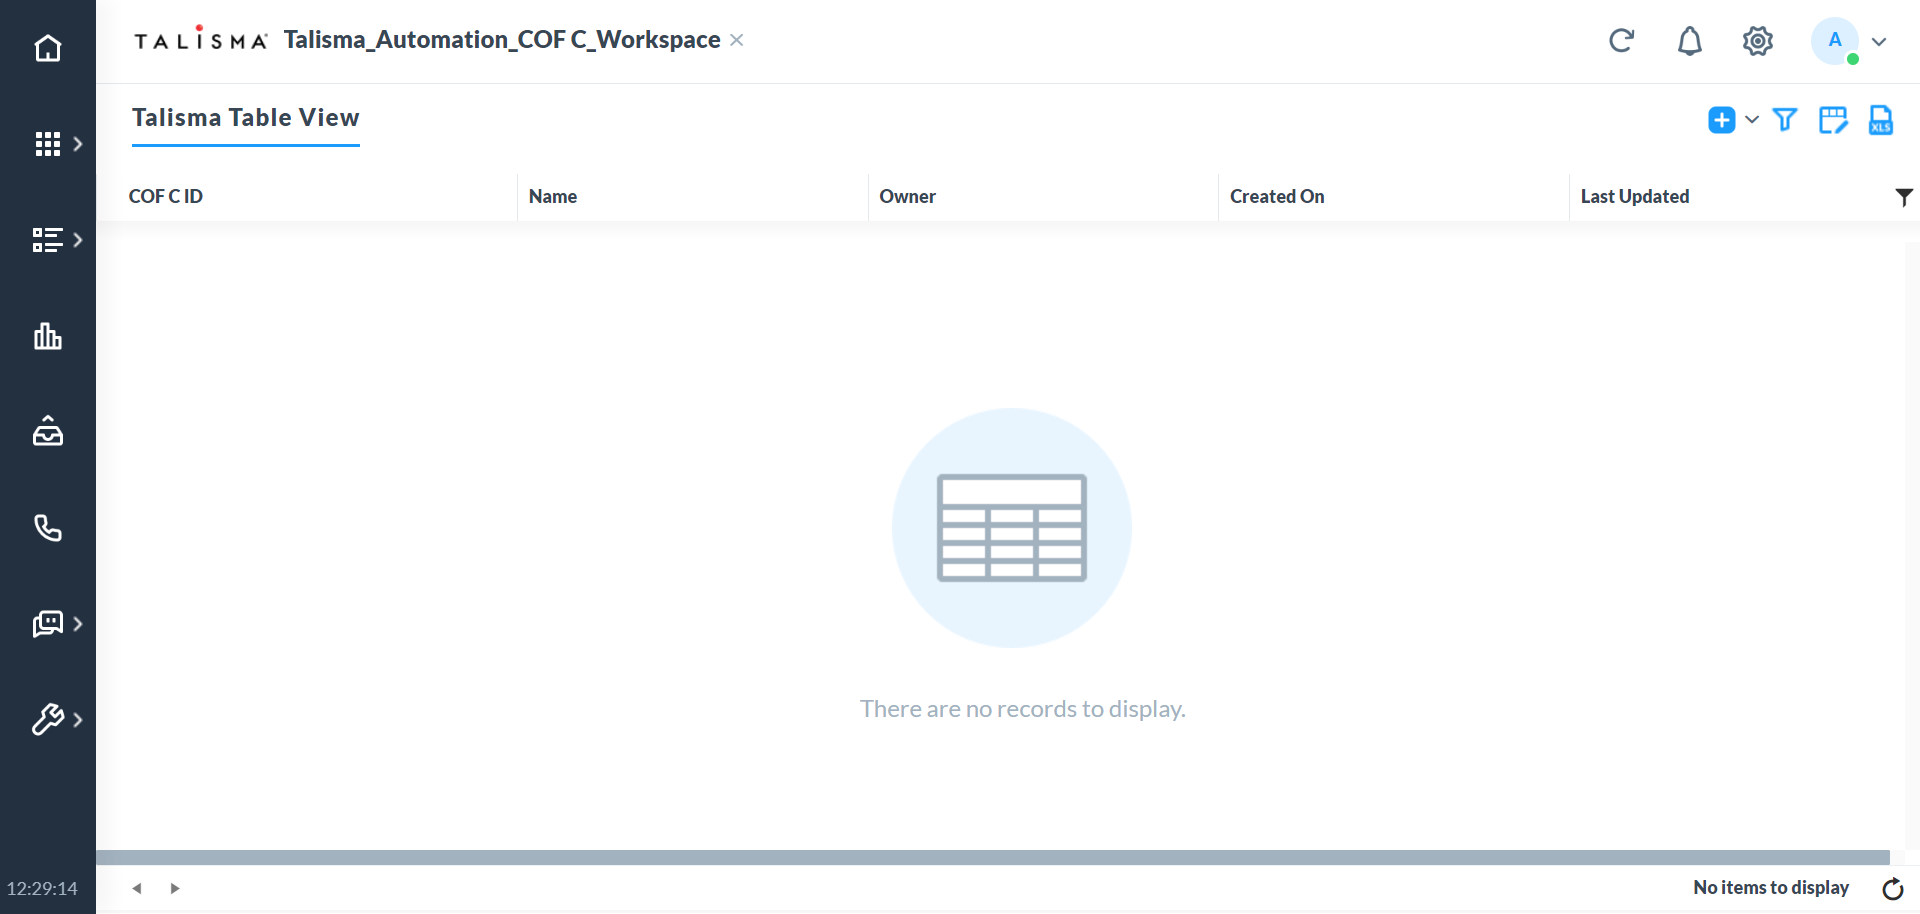 TALISMA Talisma_Automation_COF C_Workspace
A
Talisma Table View
XLS
COF C ID Name Owner Created On Last Updated
There are no records to display.
12:29:14
No items to display